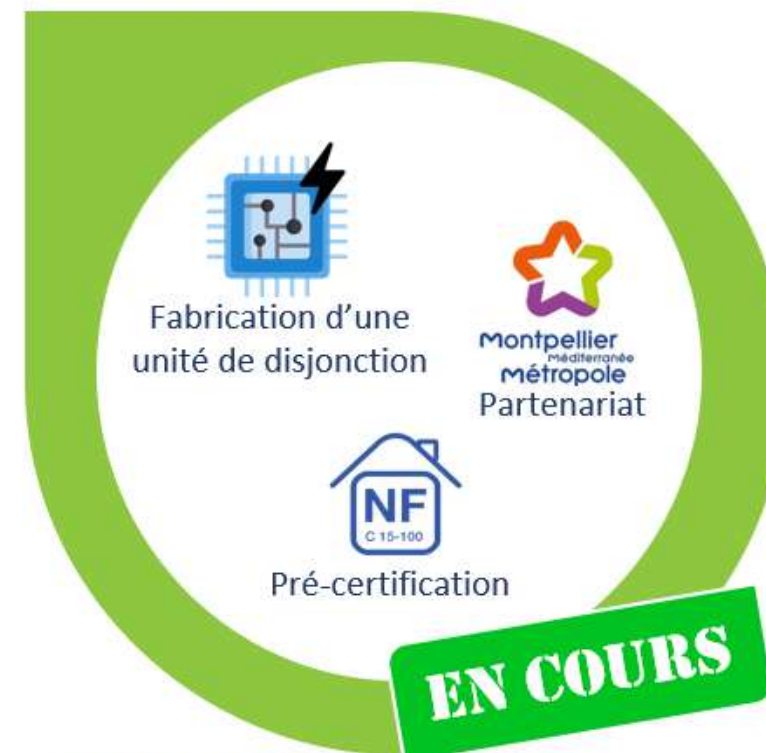 Fabrication d’une
unité de disjonction
Montpellier
Méditerranée
métropole
Partenariat
NF
C 15-100
Pré-certification
EN COURS